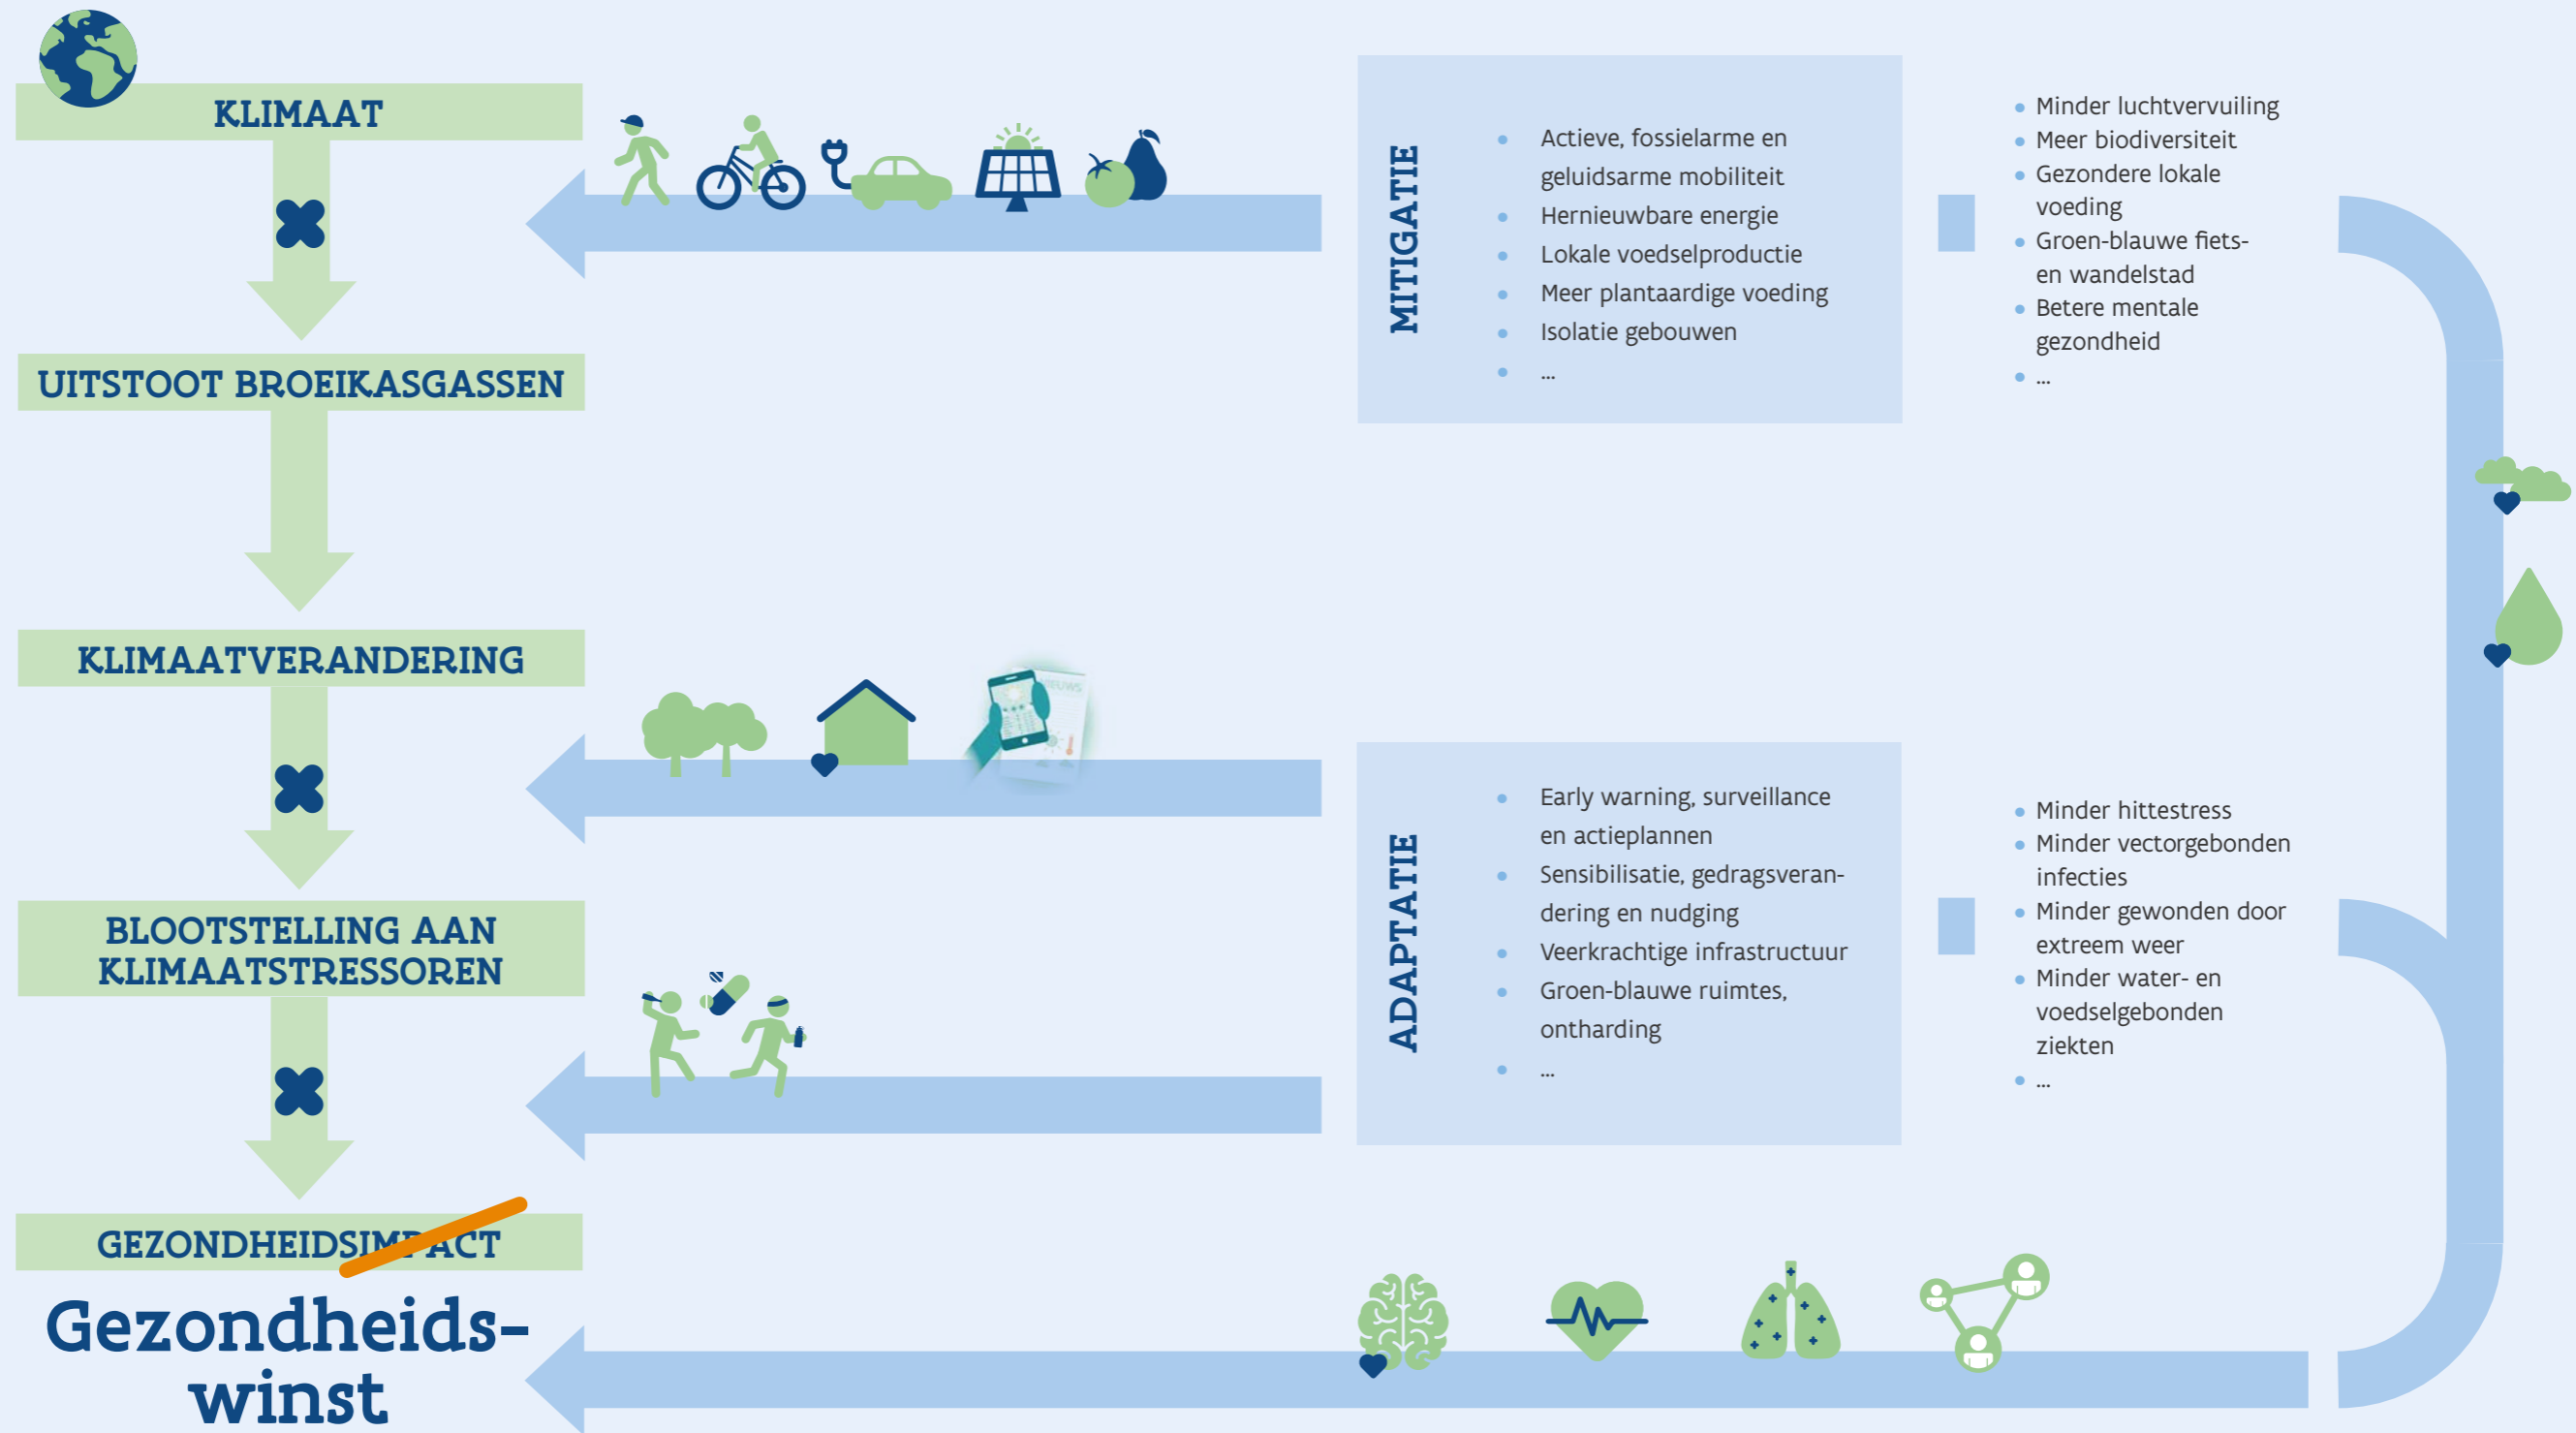 KLIMAAT
UITSTOOT BROEIKASGASSEN
KLIMAATVERANDERING
BLOOTSTELLING AAN
KLIMAATSTRESSOREN
GEZONDHEIDSIMPACT
Gezondheids-
winst
NIEUWS
MITIGATIE
• Actieve, fossielarme en
geluidsarme mobiliteit
• Hernieuwbare energie
• Lokale voedselproductie
• Meer plantaardige voeding
• Isolatie gebouwen
• ...
• Minder luchtvervuiling
• Meer biodiversiteit
• Gezondere lokale
voeding
• Groen-blauwe fiets-
en wandelstad
• Betere mentale
gezondheid
• ...
ADAPTATIE
• Early warning, surveillance
en actieplannen
• Sensibilisatie, gedragsveran-
dering en nudging
• Veerkrachtige infrastructuur
• Groen-blauwe ruimtes,
ontharding
• ...
• Minder hittestress
• Minder vectorgebonden
infecties
• Minder gewonden door
extreem weer
• Minder water- en
voedselgebonden
ziekten
• ...